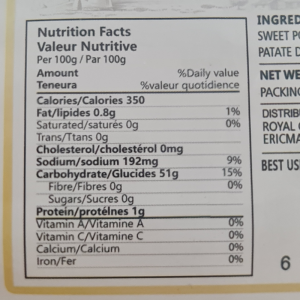 Nutrition Facts
Valeur Nutritive
Per 100g / Par 100g
Amount %Daily value
Teneura %valeur quotidience
Calories/Calories 350
Fat/lipides 0.8g 1%
Saturated/saturés 0g 0%
Trans/Ttans 0g
Cholesterol/cholestérol 0mg
Sodium/sodium 192mg 9%
Carbohydrate/Glucides 51g 15%
Fibre/Fibres 0g 0%
Sugars/Sucres 0g
Protein/protélnes 1g
Vitamin A/Vitamine A 0%
Vitamin C/Vitamine C 0%
Calcium/Calcium 0%
Iron/Fer 0%
INGRED
SWEET PO
PATATE D
NET WE
PACKING
DISTRIB
ROYAL
ERICMA
BEST US
6